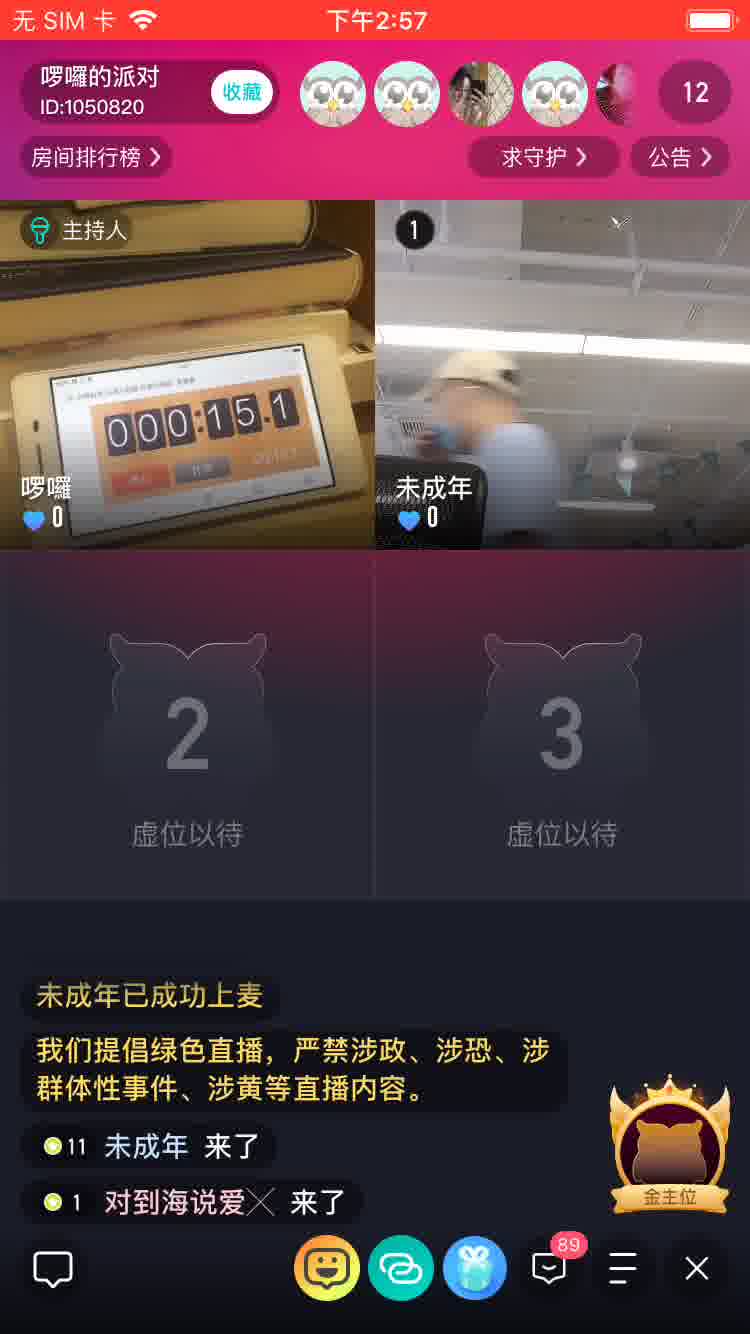 无 SIM 卡
下午2:57
啰囉的派对
收藏
12
ID:1050820
房间排行榜
求守护
公告
主持人
1
000:15.1
啰囉
0
未成年
0
2
3
虚位以待
虚位以待
未成年已成功上麦
我们提倡绿色直播，严禁涉政、涉恐、涉
群体性事件、涉黄等直播内容。
11 未成年 来了
金主位
1 对到海说爱╳ 来了
89